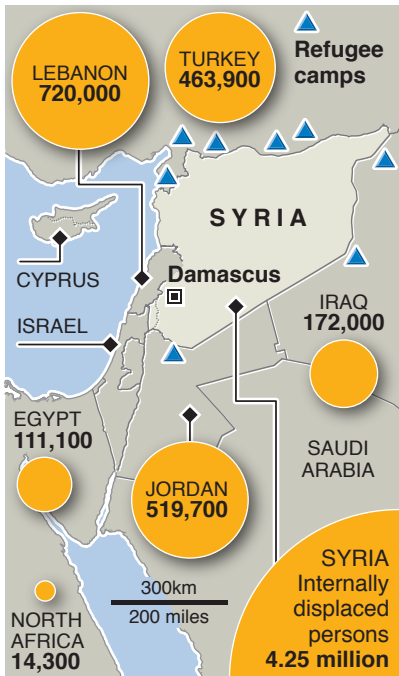 LEBANON
720,000
TURKEY
463,900
Refugee
camps
SYRIA
Damascus
CYPRUS
ISRAEL
IRAQ
172,000
EGYPT
111,100
SAUDI
ARABIA
JORDAN
519,700
300km
200 miles
NORTH
AFRICA
14,300
SYRIA
Internally
displaced
persons
4.25 million